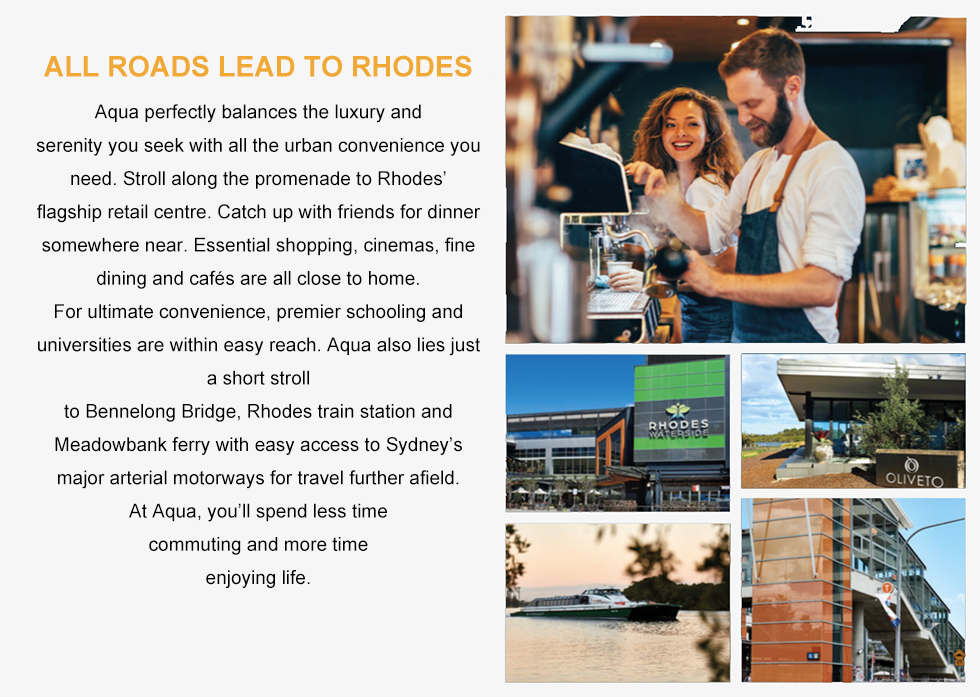 ALL ROADS LEAD TO RHODES
Aqua perfectly balances the luxury and
serenity you seek with all the urban convenience you
need. Stroll along the promenade to Rhodes’
flagship retail centre. Catch up with friends for dinner
somewhere near. Essential shopping, cinemas, fine
dining and cafés are all close to home.
For ultimate convenience, premier schooling and
universities are within easy reach. Aqua also lies just
a short stroll
to Bennelong Bridge, Rhodes train station and
Meadowbank ferry with easy access to Sydney’s
major arterial motorways for travel further afield.
At Aqua, you’ll spend less time
commuting and more time
enjoying life.
RHODES
WATERSIDE
OLIVETO
T